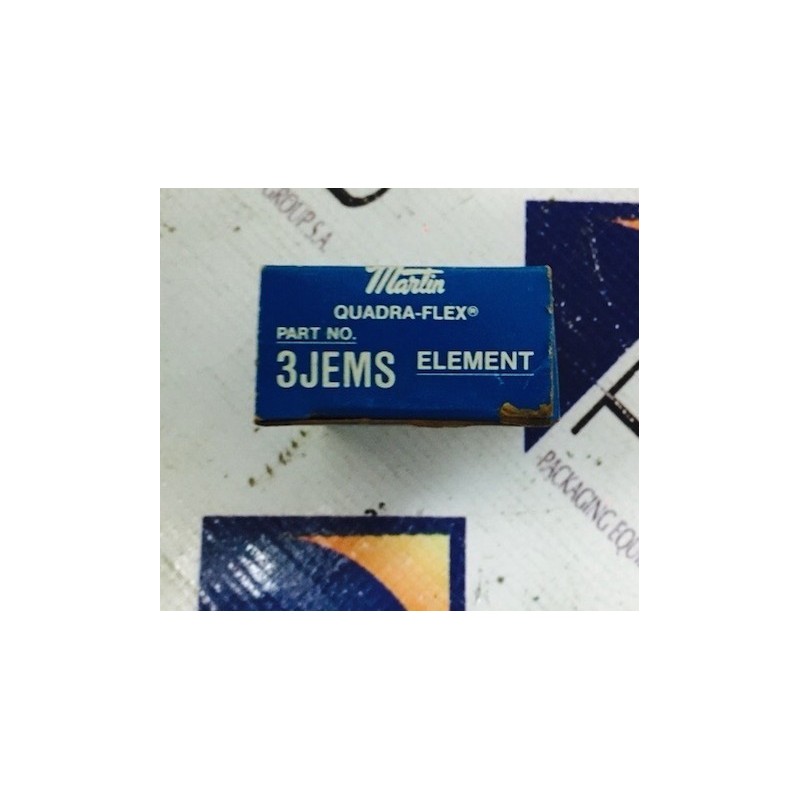 GROUP S.A.
Martin
QUADRA-FLEX®
PART NO.
3JEMS ELEMENT
PACKAGING EQU